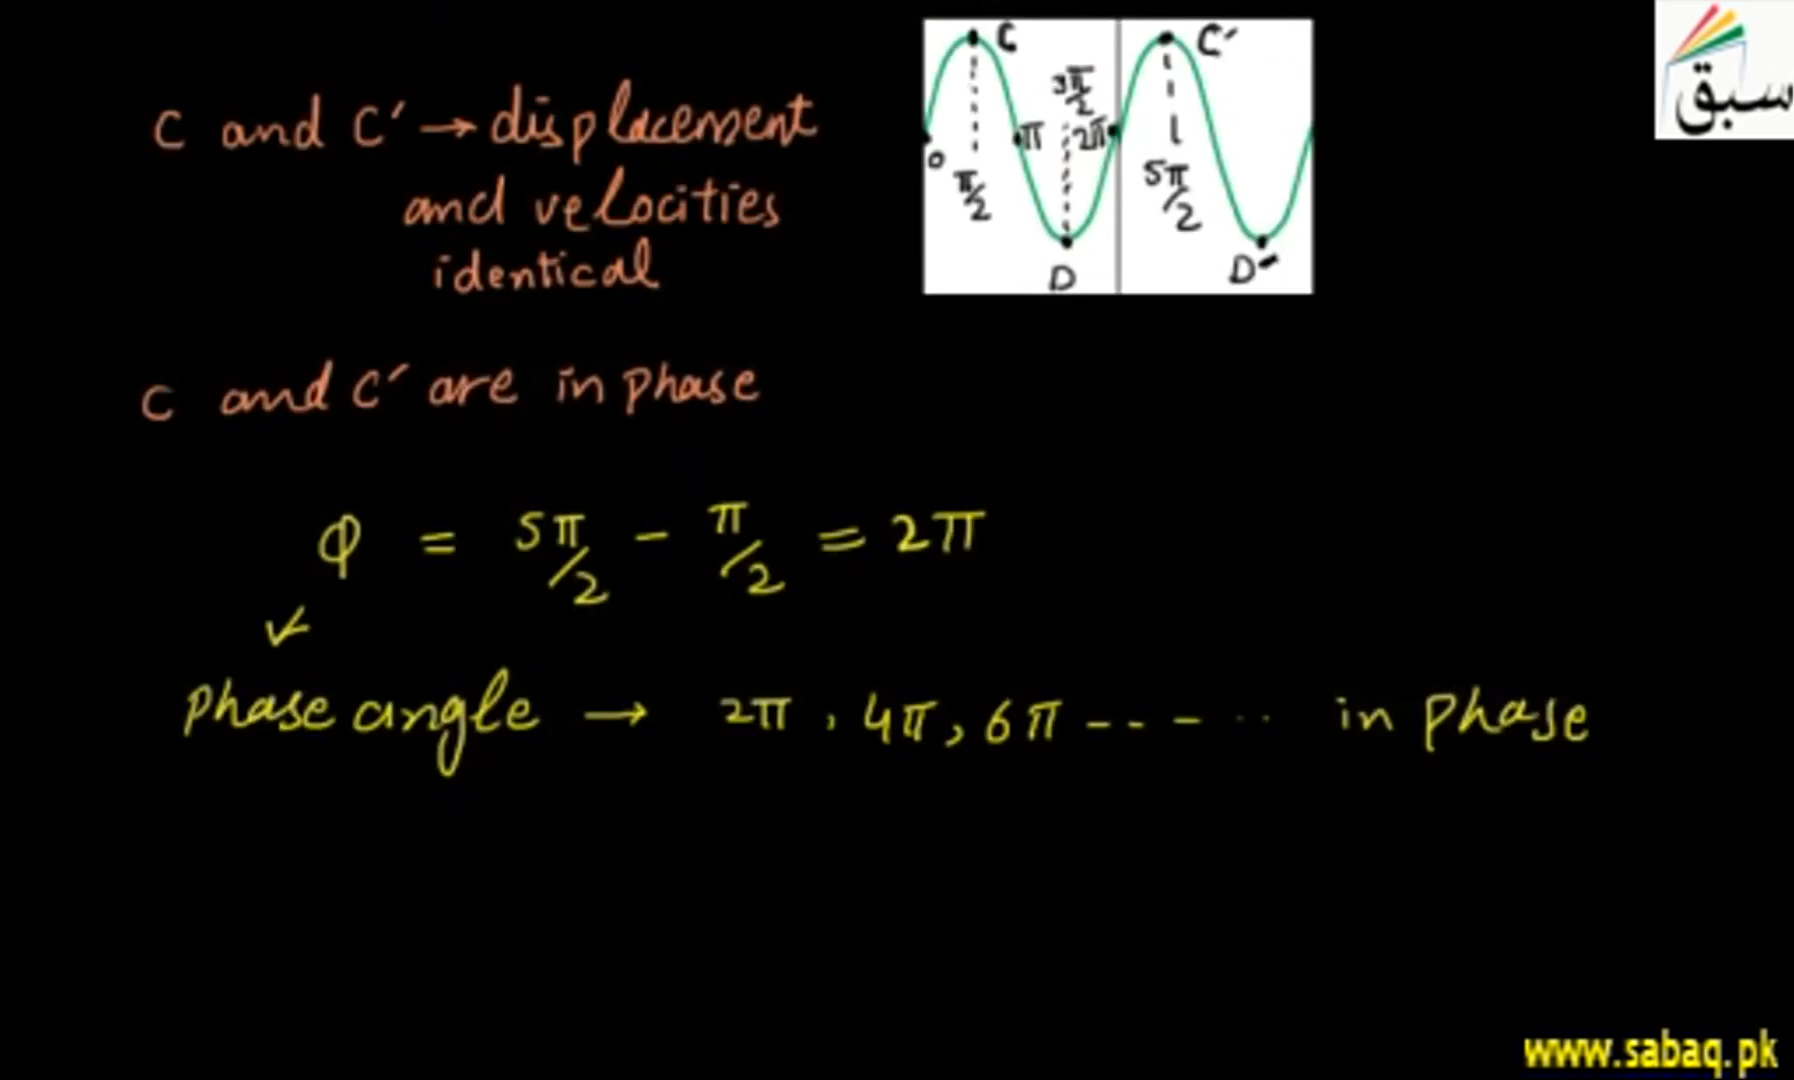 C and C′ → displacement
and velocities
identical
C and C′ are in phase
φ = 5π/2 - π/2 = 2π
✓
Phase angle → 2π, 4π, 6π - - - - .. in phase
C
C′
3π/2
0
π
2π
π/2
5π/2
D
D′
سبق
www.sabaq.pk